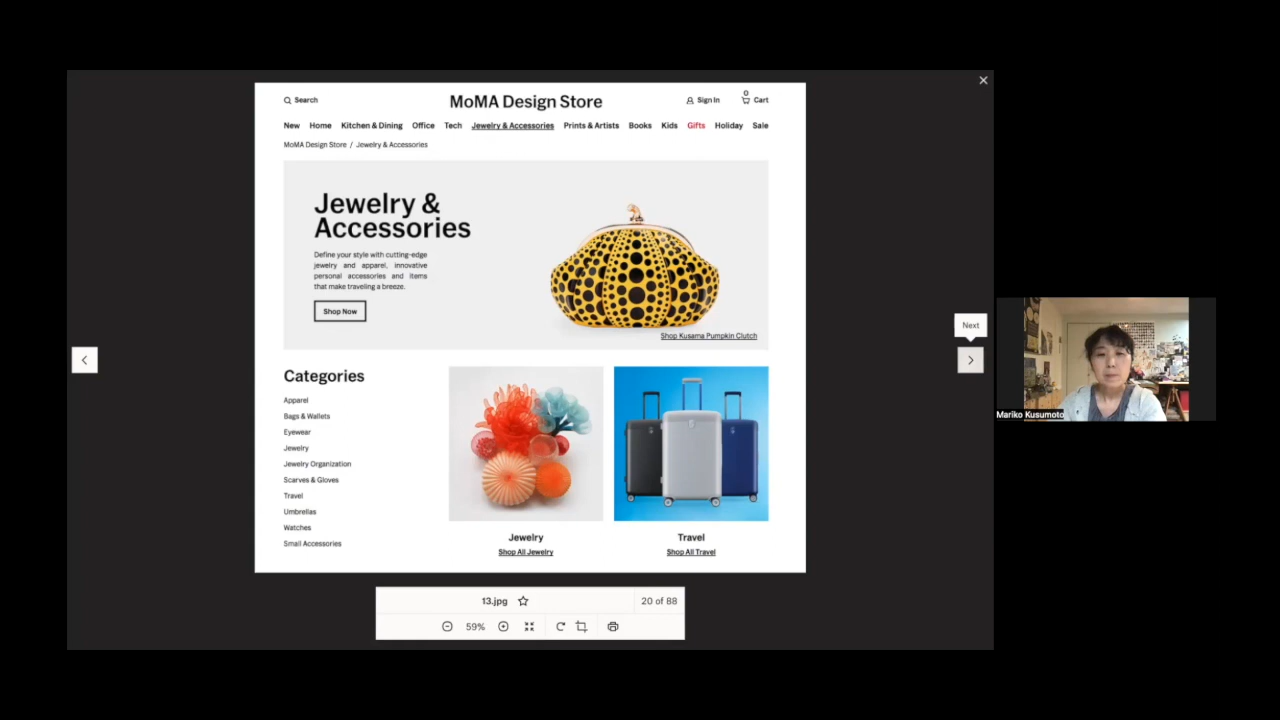 Search
MoMA Design Store
Sign In
0
Cart
New Home Kitchen & Dining Office Tech Jewelry & Accessories Prints & Artists Books Kids Gifts Holiday Sale
MoMA Design Store / Jewelry & Accessories
Jewelry &
Accessories
Define your style with cutting-edge
jewelry and apparel, innovative
personal accessories and items
that make traveling a breeze.
Shop Now
Shop Kusama Pumpkin Clutch
Categories
Apparel
Bags & Wallets
Eyewear
Jewelry
Jewelry Organization
Scarves & Gloves
Travel
Umbrellas
Watches
Small Accessories
Jewelry
Shop All Jewelry
Travel
Shop All Travel
Next
Mariko Kusumoto
13.jpg
20 of 88
59%